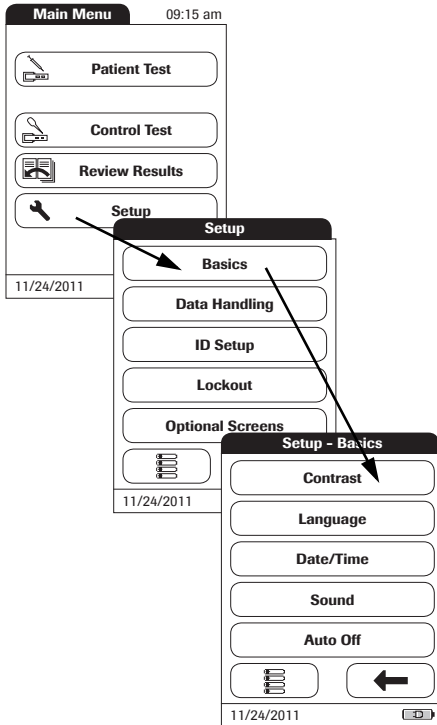 Main Menu 09:15 am
Patient Test
Control Test
Review Results
Setup
11/24/2011
Setup
Basics
Data Handling
ID Setup
Lockout
Optional Screens
11/24/2011
Setup - Basics
Contrast
Language
Date/Time
Sound
Auto Off
11/24/2011